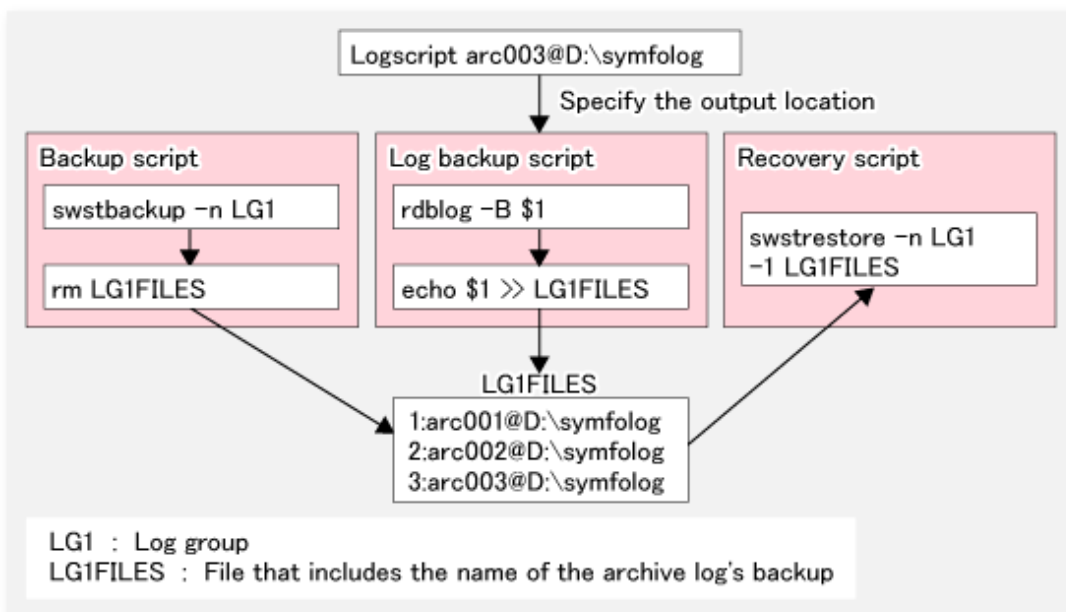 Logscript arc003@D:\symfolog
Specify the output location
Backup script
swstbackup -n LG1
rm LG1FILES
Log backup script
rdblog -B $1
echo $1 >> LG1FILES
Recovery script
swstrestore -n LG1
-1 LG1FILES
LG1FILES
1:arc001@D:\symfolog
2:arc002@D:\symfolog
3:arc003@D:\symfolog
LG1 : Log group
LG1FILES : File that includes the name of the archive log's backup